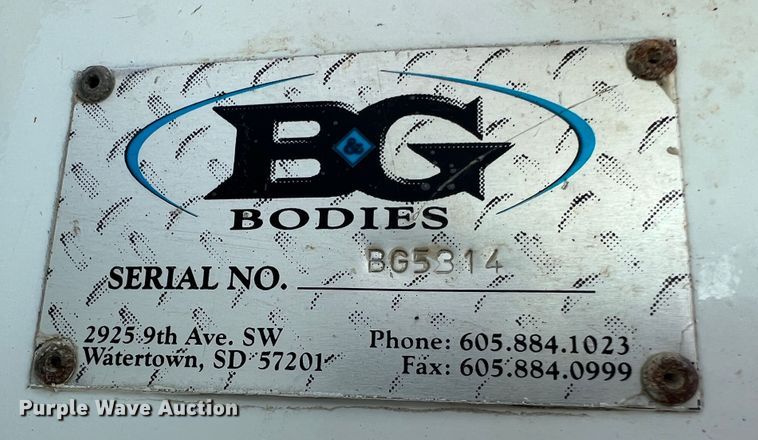 B&G
BODIES
SERIAL NO. BG5314
2925 9th Ave. SW
Watertown, SD 57201
Phone: 605.884.1023
Fax: 605.884.0999
Purple Wave Auction